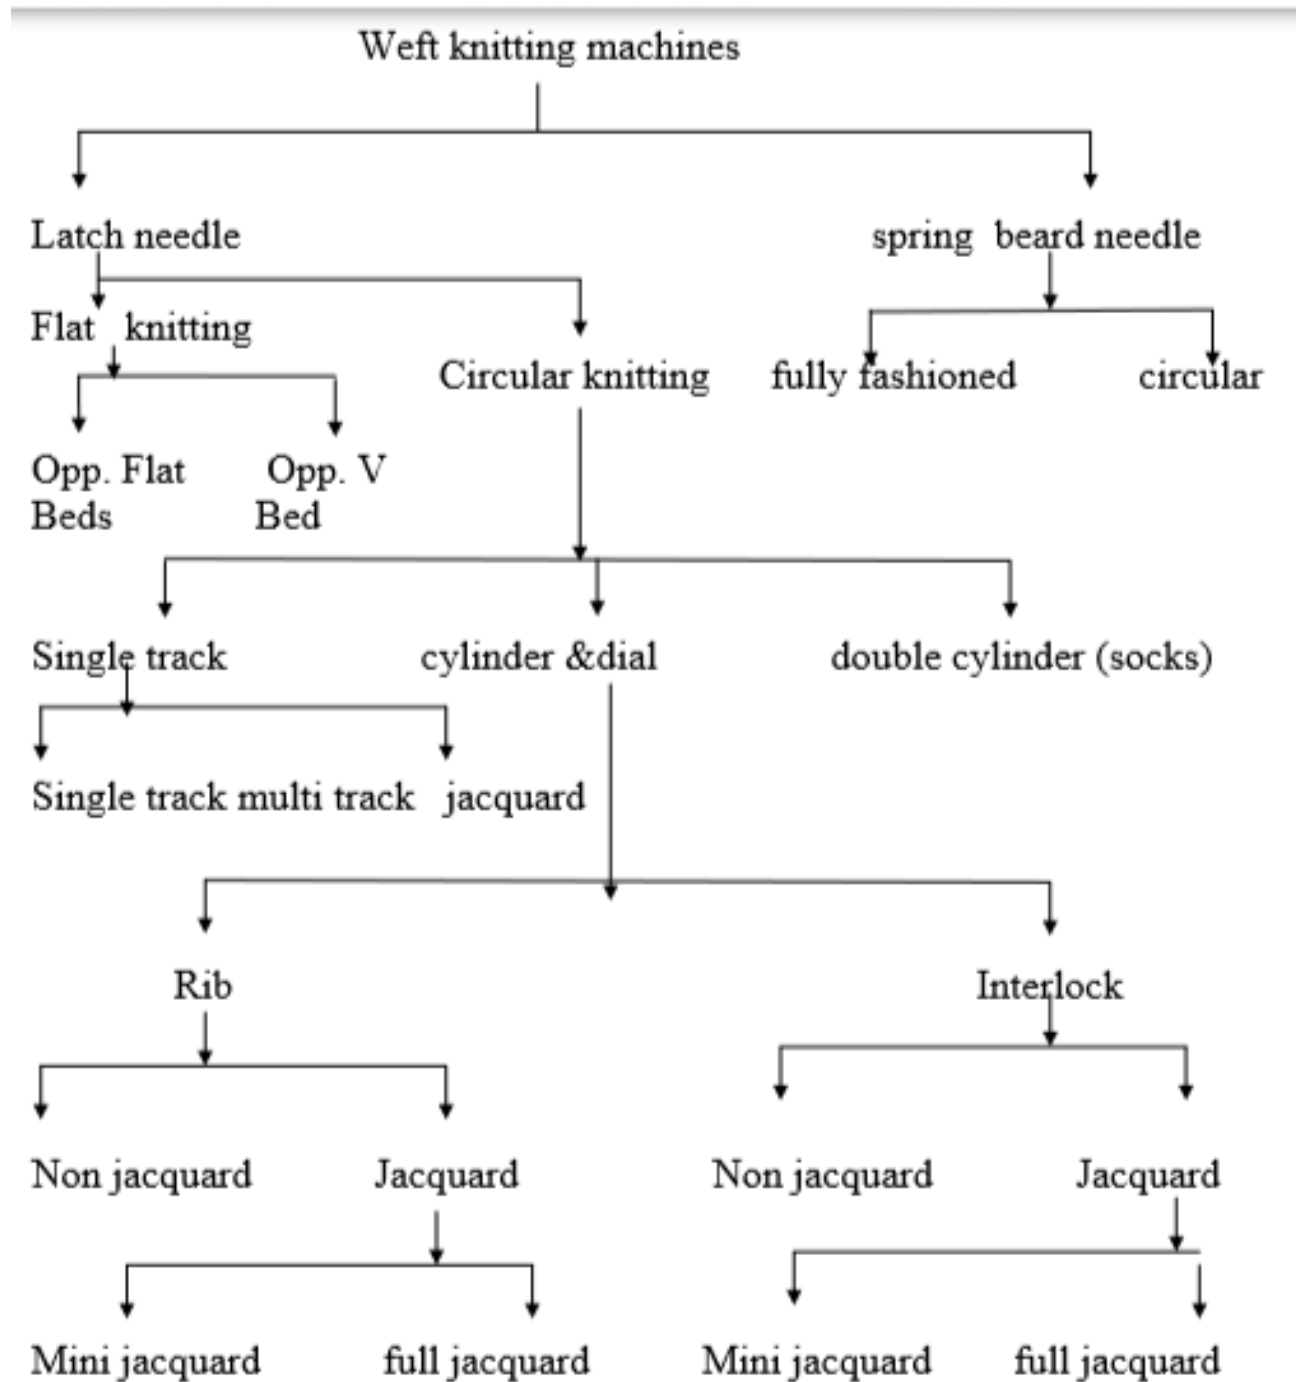 Weft knitting machines
Latch needle spring beard needle
Flat knitting
Circular knitting fully fashioned circular
Opp. Flat Opp. V
Beds Bed
Single track cylinder &dial double cylinder (socks)
Single track multi track jacquard
Rib Interlock
Non jacquard Jacquard Non jacquard Jacquard
Mini jacquard full jacquard Mini jacquard full jacquard